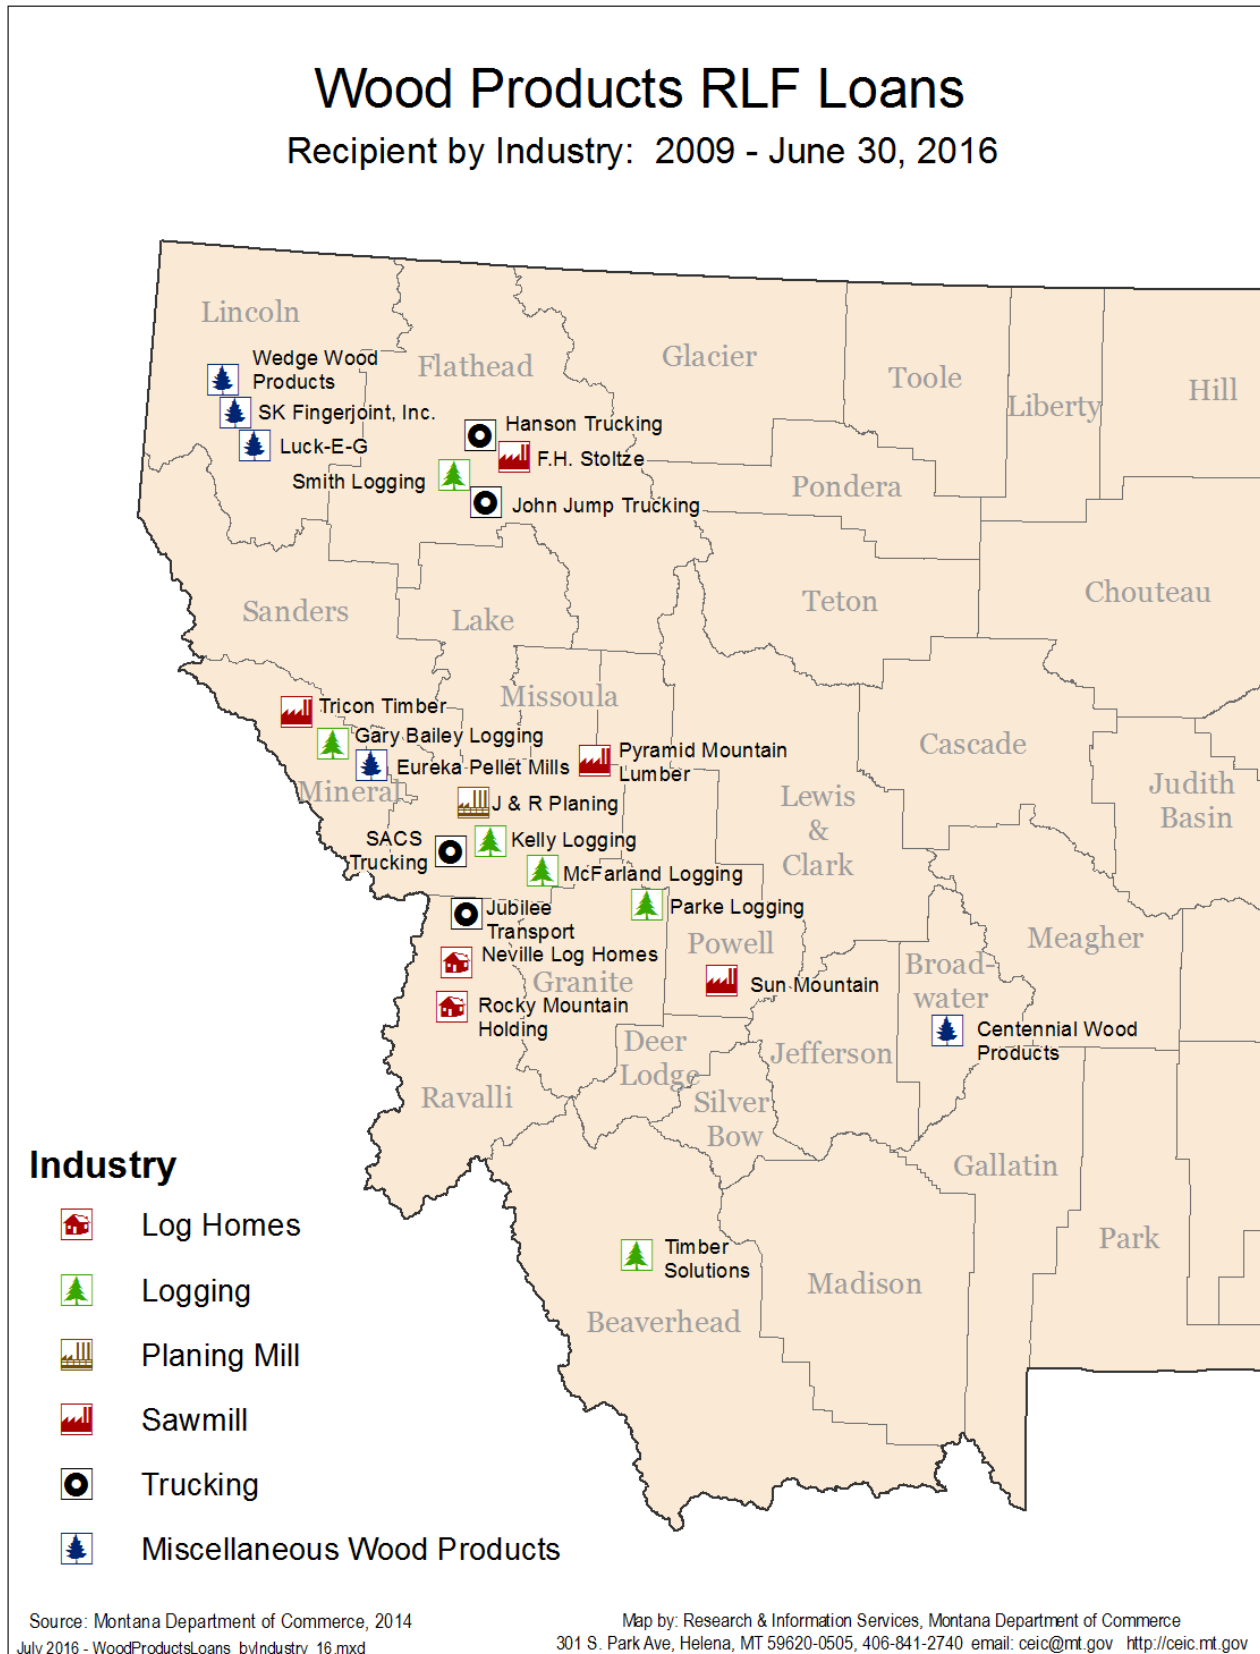 Wood Products RLF Loans
Recipient by Industry: 2009 - June 30, 2016
Lincoln
Flathead
Glacier
Toole
Liberty
Hill
Wedge Wood
Products
SK Fingerjoint, Inc.
Luck-E-G
Hanson Trucking
F.H. Stoltze
Smith Logging
John Jump Trucking
Pondera
Teton
Chouteau
Sanders
Lake
Missoula
Tricon Timber
Gary Bailey Logging
Eureka Pellet Mills
Mineral
Pyramid Mountain
Lumber
Cascade
Judith
Basin
Lewis
&
Clark
J & R Planing
SACS
Trucking
Kelly Logging
McFarland Logging
Parke Logging
Jubilee
Transport
Neville Log Homes
Granite
Powell
Meagher
Broad-
water
Rocky Mountain
Holding
Sun Mountain
Centennial Wood
Products
Deer
Lodge
Jefferson
Ravalli
Silver
Bow
Gallatin
Park
Timber
Solutions
Madison
Beaverhead
Industry
Log Homes
Logging
Planing Mill
Sawmill
Trucking
Miscellaneous Wood Products
Source: Montana Department of Commerce, 2014
July 2016 - WoodProductsLoans_byIndustry_16.mxd
Map by: Research & Information Services, Montana Department of Commerce
301 S. Park Ave, Helena, MT 59620-0505, 406-841-2740 email: ceic@mt.gov http://ceic.mt.gov